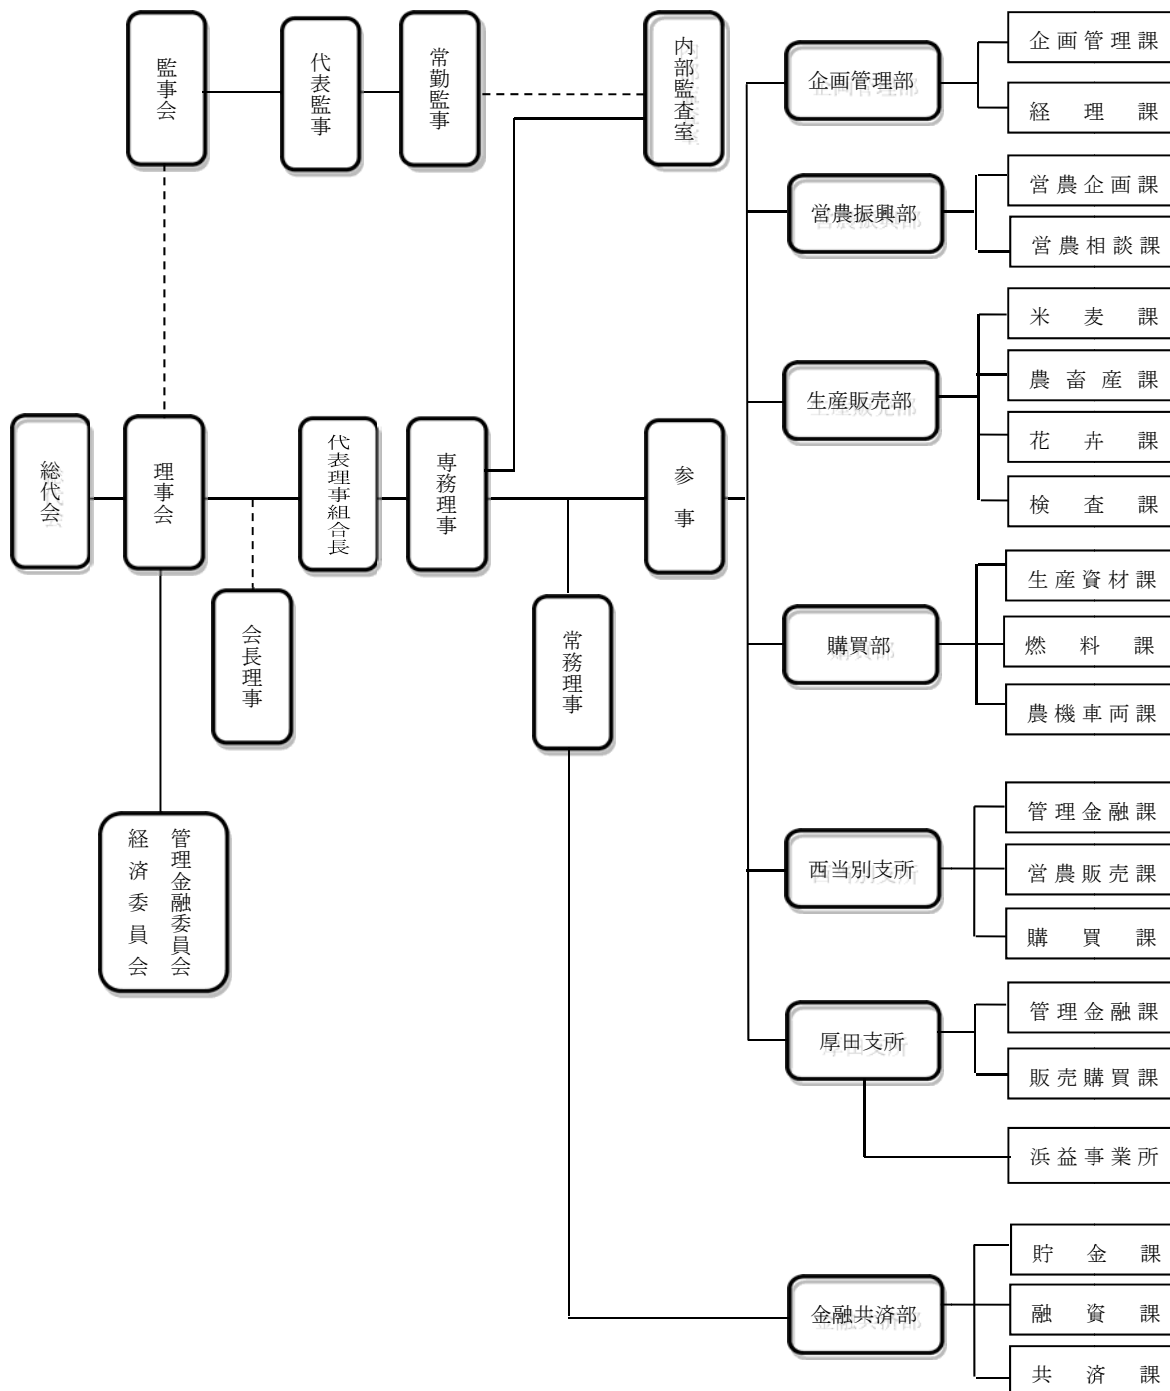 監事会
代表監事
常勤監事
内部監査室
総代会
理事会
代表理事組合長
専務理事
参事
会長理事
常務理事
管理金融委員会
経済委員会
企画管理部
企画管理課
経理課
営農振興部
営農企画課
営農相談課
生産販売部
米麦課
農畜産課
花卉課
検査課
購買部
生産資材課
燃料課
農機車両課
西当別支所
管理金融課
営農販売課
購買課
厚田支所
管理金融課
販売購買課
浜益事業所
金融共済部
貯金課
融資課
共済課